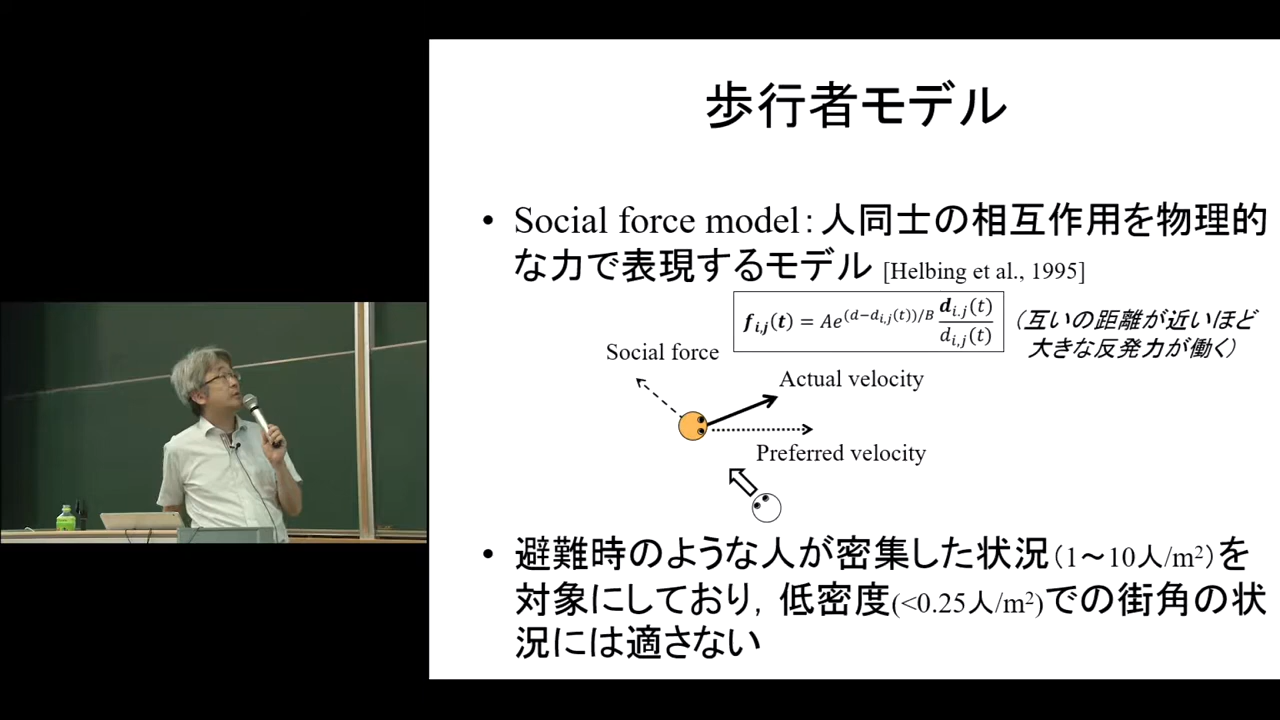 歩行者モデル
• Social force model：人同士の相互作用を物理的
な力で表現するモデル [Helbing et al., 1995]
f_{i,j}(t) = Ae^{(d−d_{i,j}(t))/B} \frac{d_{i.j}(t)}{d_{i,j}(t)}
（互いの距離が近いほど
大きな反発力が働く）
Social force
Actual velocity
Preferred velocity
• 避難時のような人が密集した状況（1～10人/m²）を
対象にしており，低密度(<0.25人/m²)での街角の状
況には適さない